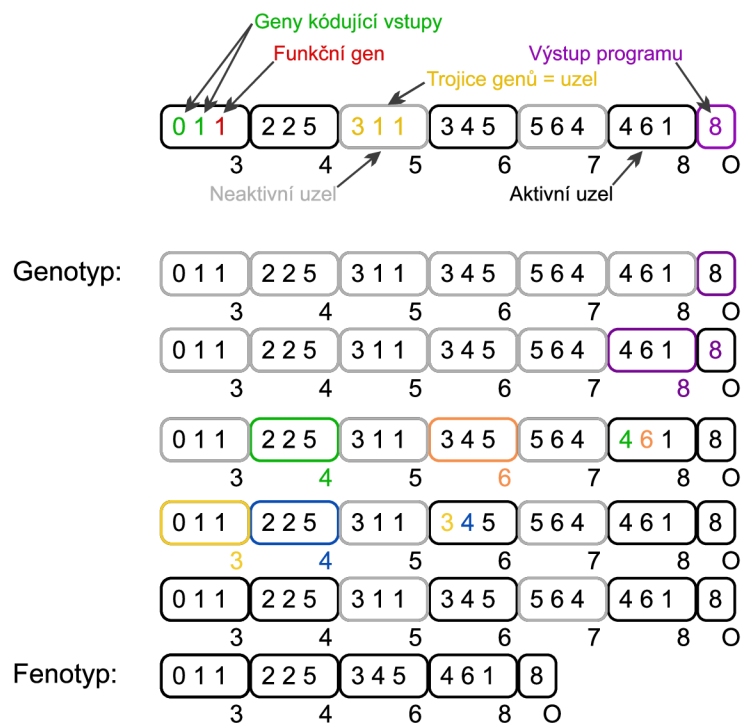 Geny kódující vstupy
Funkční gen
Výstup programu
Trojice genů = uzel
0 1 1 2 2 5 3 1 1 3 4 5 5 6 4 4 6 1 8
3 4 5 6 7 8 O
Neaktivní uzel
Aktivní uzel
Genotyp:
0 1 1 2 2 5 3 1 1 3 4 5 5 6 4 4 6 1 8
3 4 5 6 7 8 O
0 1 1 2 2 5 3 1 1 3 4 5 5 6 4 4 6 1 8
3 4 5 6 7 8 O
0 1 1 2 2 5 3 1 1 3 4 5 5 6 4 4 6 1 8
3 4 5 6 7 8 O
0 1 1 2 2 5 3 1 1 3 4 5 5 6 4 4 6 1 8
3 4 5 6 7 8 O
0 1 1 2 2 5 3 1 1 3 4 5 5 6 4 4 6 1 8
3 4 5 6 7 8 O
Fenotyp:
0 1 1 2 2 5 3 4 5 4 6 1 8
3 4 6 8 O